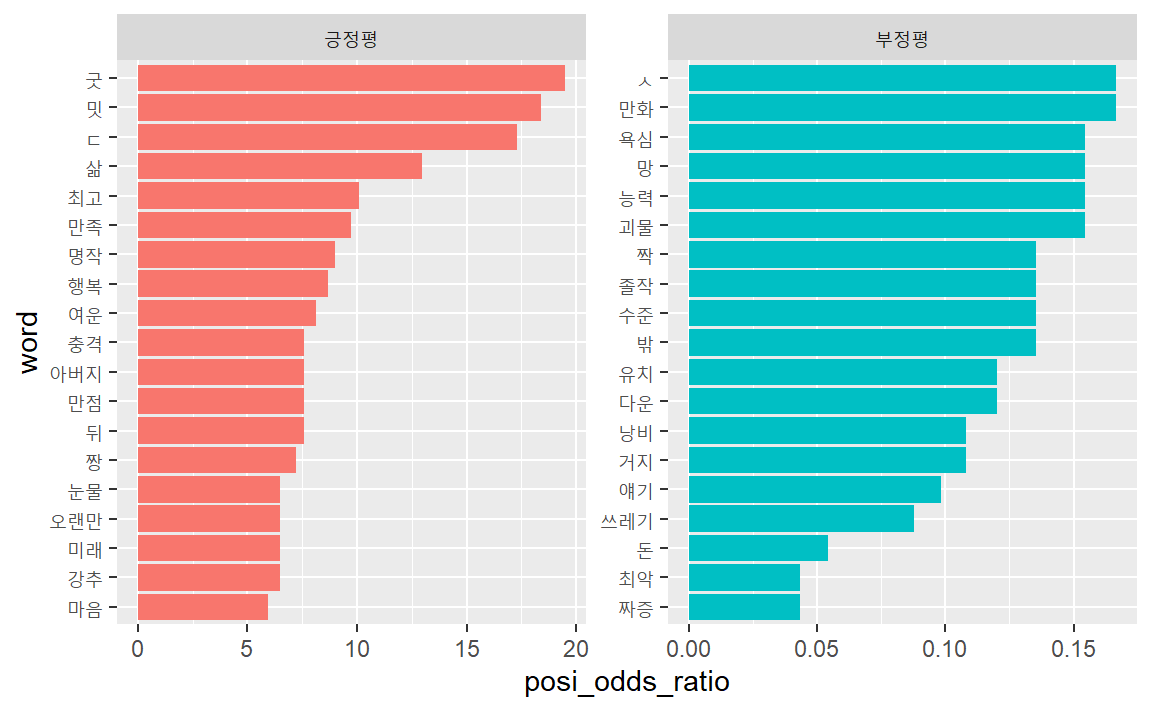 긍정평
부정평
굿
밋
ㄷ
삶
최고
만족
명작
행복
여운
충격
아버지
만점
뒤
짱
눈물
오랜만
미래
강추
마음
ㅅ
만화
욕심
망
능력
괴물
짝
졸작
수준
밖
유치
다운
낭비
거지
얘기
쓰레기
돈
최악
짜증
word
0 5 10 15 20
0.00 0.05 0.10 0.15
posi_odds_ratio